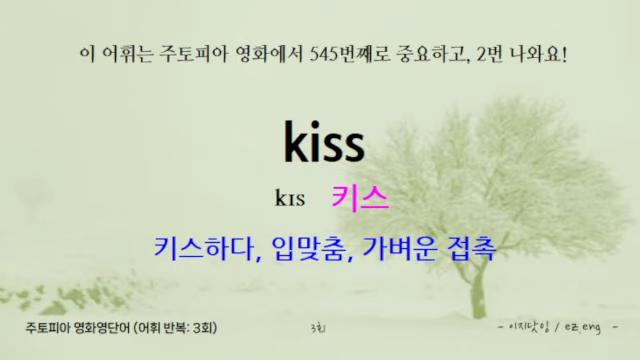 이 어휘는 주토피아 영화에서 545번째로 중요하고, 2번 나와요!
kiss
kɪs 키스
키스하다, 입맞춤, 가벼운 접촉
주토피아 영화영단어 (어휘 반복: 3회) 3회 - 이지닷잉 / ez.eng -